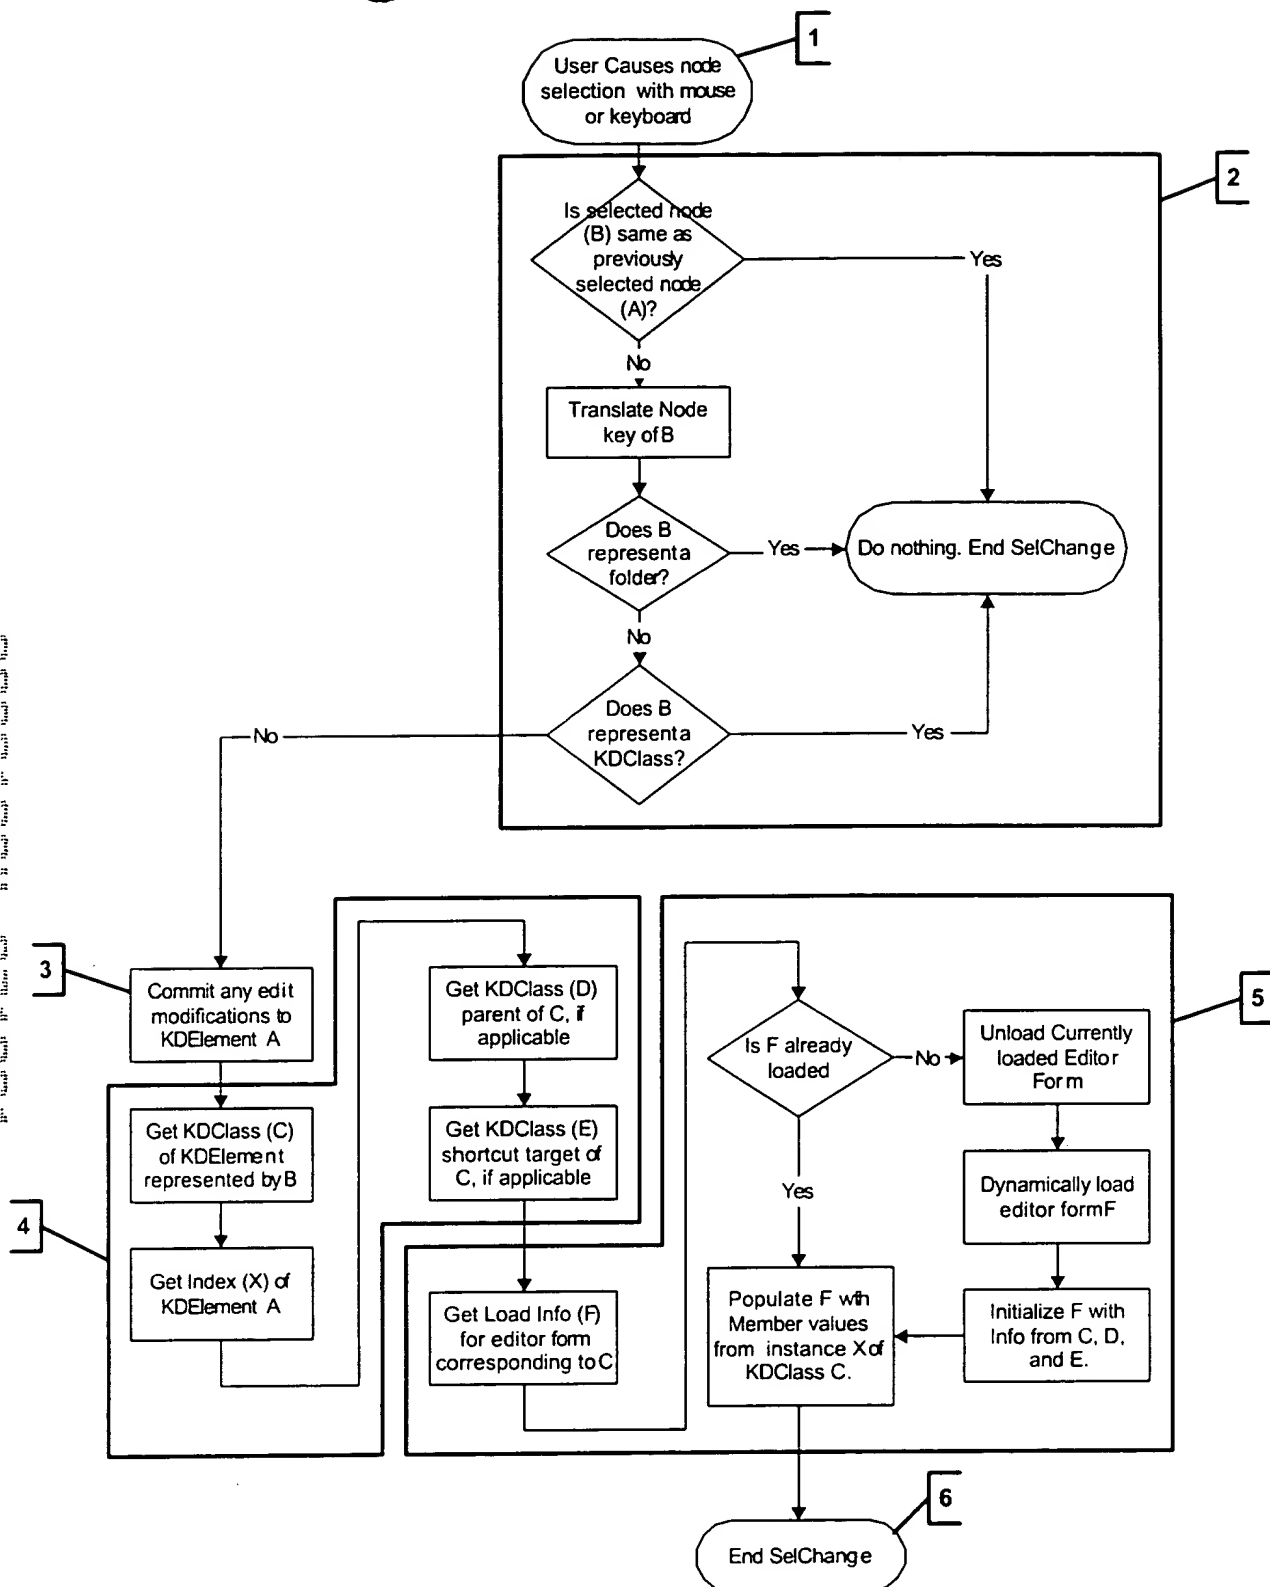 1
User Causes node
selection with mouse
or keyboard
2
Is selected node
(B) same as
previously
selected node
(A)?
Yes
No
Translate Node
key of B
Does B
represent a
folder?
Yes
Do nothing. End SelChange
No
Does B
represent a
KDClass?
No
Yes
3
Commit any edit
modifications to
KDElement A
Get KDClass (D)
parent of C, if
applicable
Is F already
loaded
No
Unload Currently
loaded Editor
Form
5
Get KDClass (C)
of KDElement
represented by B
Get KDClass (E)
shortcut target of
C, if applicable
Yes
Dynamically load
editor form F
4
Get Index (X) of
KDElement A
Get Load Info (F)
for editor form
corresponding to C
Populate F with
Member values
from instance X of
KDClass C.
Initialize F with
Info from C, D,
and E.
6
End SelChange